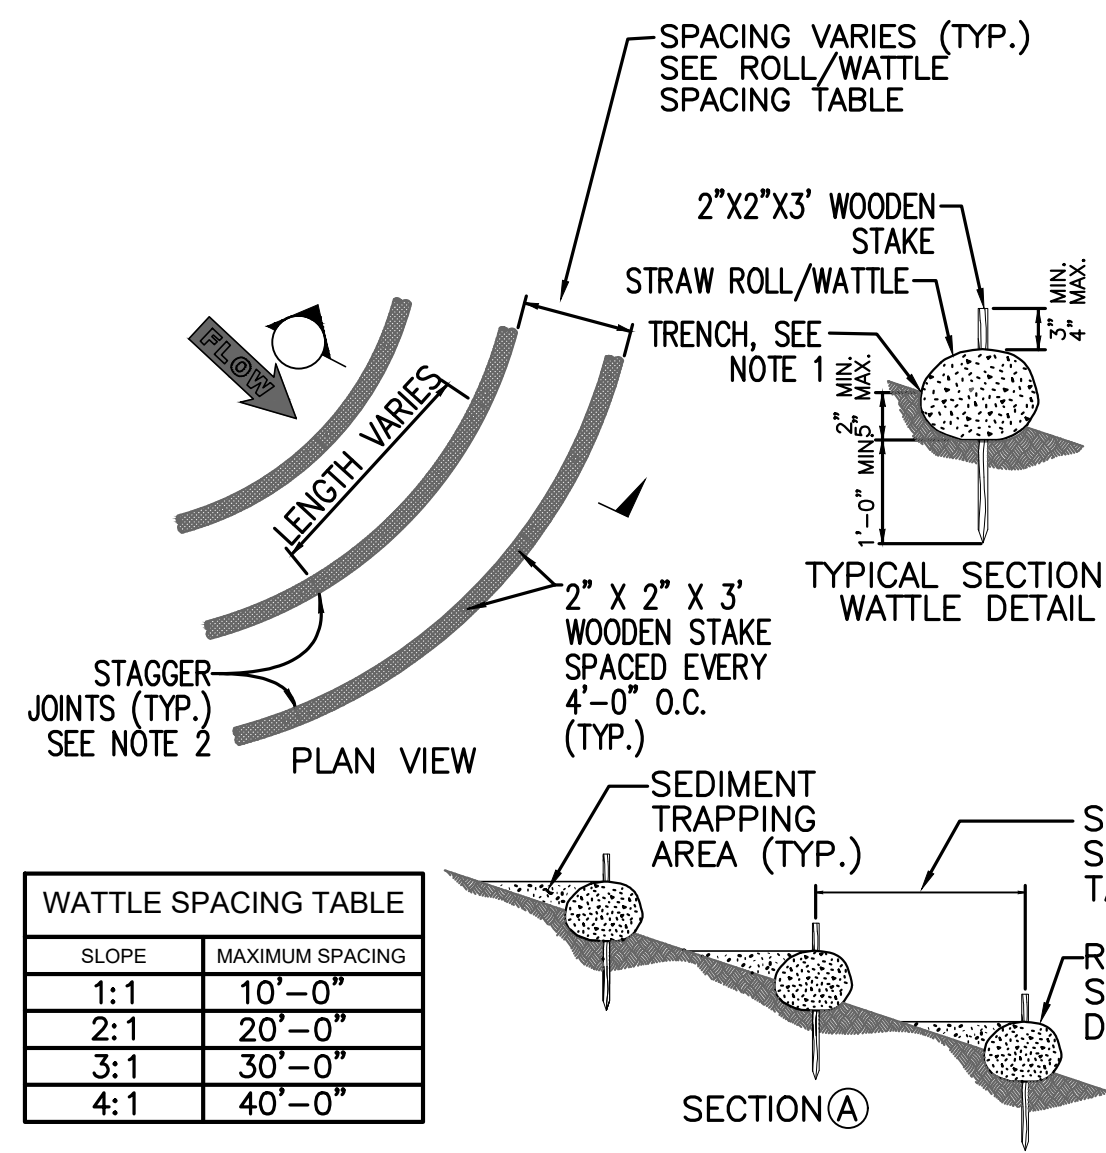 SPACING VARIES (TYP.)
SEE ROLL/WATTLE
SPACING TABLE
2"X2"X3' WOODEN
STAKE
STRAW ROLL/WATTLE
TRENCH, SEE
NOTE 1
3" MIN.
4" MAX.
2" MIN.
5" MAX.
1'-0" MIN.
TYPICAL SECTION
WATTLE DETAIL
FLOW
LENGTH VARIES
2" X 2" X 3'
WOODEN STAKE
SPACED EVERY
4'-0" O.C.
(TYP.)
STAGGER
JOINTS (TYP.)
SEE NOTE 2
PLAN VIEW
SEDIMENT
TRAPPING
AREA (TYP.)
S
S
T
R
S
D
SECTION A
WATTLE SPACING TABLE
SLOPE MAXIMUM SPACING
1:1 10'-0"
2:1 20'-0"
3:1 30'-0"
4:1 40'-0"